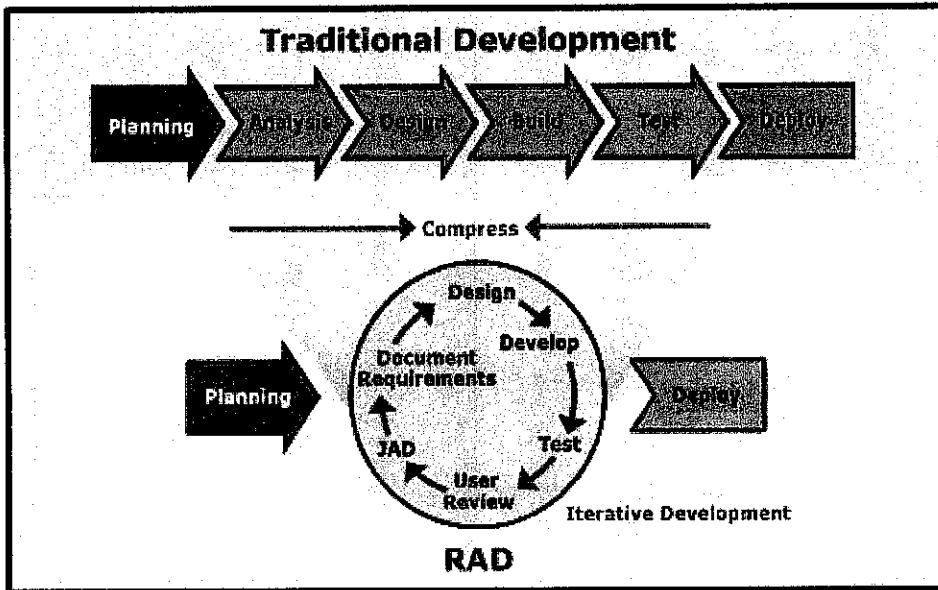 Traditional Development
Planning
Analysis
Design
Build
Test
Deploy
Compress
Design
Develop
Document
Requirements
Planning
Deploy
JAD
Test
User
Review
Iterative Development
RAD